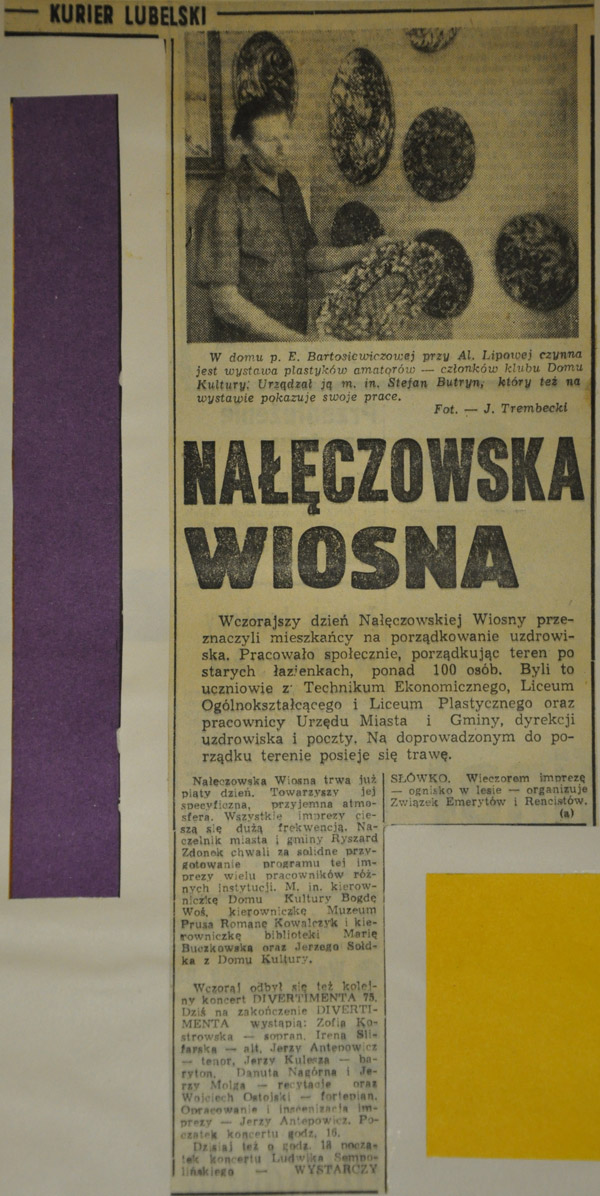 KURIER LUBELSKI
W domu p. E. Bartosiewiczowej przy Al. Lipowej czynna
jest wystawa plastyków amatorów — członków klubu Domu
Kultury. Urządzał ją m. in. Stefan Butryn, który też na
wystawie pokazuje swoje prace.
Fot. — J. Trembecki
NAŁĘCZOWSKA
WIOSNA
Wczorajszy dzień Nałęczowskiej Wiosny prze-
znaczyli mieszkańcy na porządkowanie uzdrowi-
ska. Pracowało społecznie, porządkując teren po
starych łazienkach, ponad 100 osób. Byli to
uczniowie z Technikum Ekonomicznego, Liceum
Ogólnokształcącego i Liceum Plastycznego oraz
pracownicy Urzędu Miasta i Gminy, dyrekcji
uzdrowiska i poczty. Na doprowadzonym do po-
rządku terenie posieje się trawę.
Nałęczowska Wiosna trwa już
piąty dzień. Towarzyszy jej
specyficzna, przyjemna atmo-
sfera. Wszystkie imprezy cie-
szą się dużą frekwencją. Na-
czelnik miasta i gminy Ryszard
Zdonek chwali za solidne przy-
gotowanie programu tej im-
prezy wielu pracowników róż-
nych instytucji. M. in. kierow-
niczkę Domu Kultury Bogdę
Woś, kierowniczkę Muzeum
Prusa Romanę Kowalczyk i kie-
rowniczkę biblioteki Marię
Buczkowską oraz Jerzego Sołd-
ka z Domu Kultury.
Wczoraj odbył się też kolej-
ny koncert DIVERTIMENTA 75.
Dziś na zakończenie DIVERTI-
MENTA wystąpią: Zofia Ko-
strowska — sopran, Irena Sil-
farska — alt, Jerzy Antepowicz
— tenor, Jerzy Kulesza — ba-
ryton, Danuta Nagórna i Je-
rzy Molga — recytacje oraz
Wojciech Ostolski — fortepian.
Opracowanie i inscenizacja im-
prezy — Jerzy Antepowicz. Po-
czątek koncertu godz. 16.
Dzisiaj też o godz. 18 począ-
tek koncertu Ludwika Sempo-
lińskiego — WYSTARCZY
SŁÓWKO. Wieczorem imprezę
— ognisko w lesie — organizuje
Związek Emerytów i Rencistów.
(a)